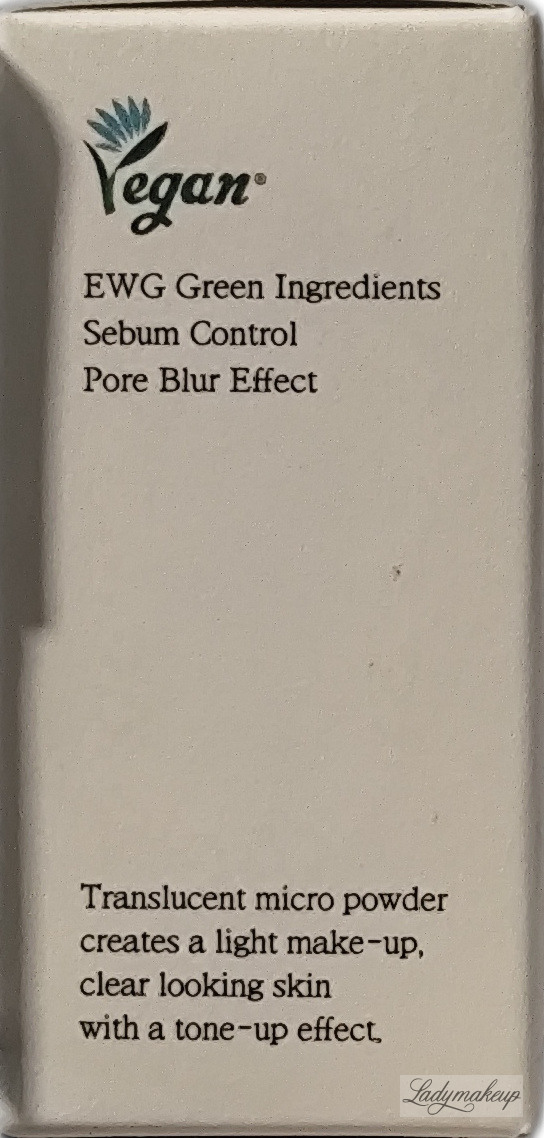 Vegan®
EWG Green Ingredients
Sebum Control
Pore Blur Effect
Translucent micro powder
creates a light make-up,
clear looking skin
with a tone-up effect.
Ladymakeup